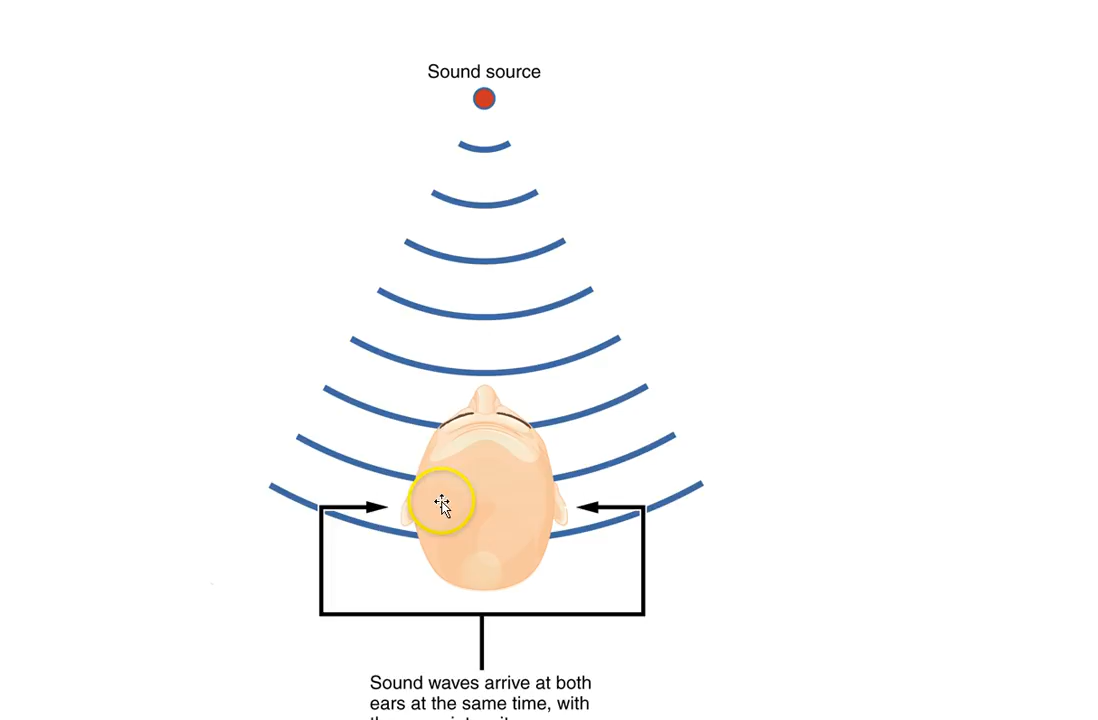 Sound source
Sound waves arrive at both
ears at the same time, with